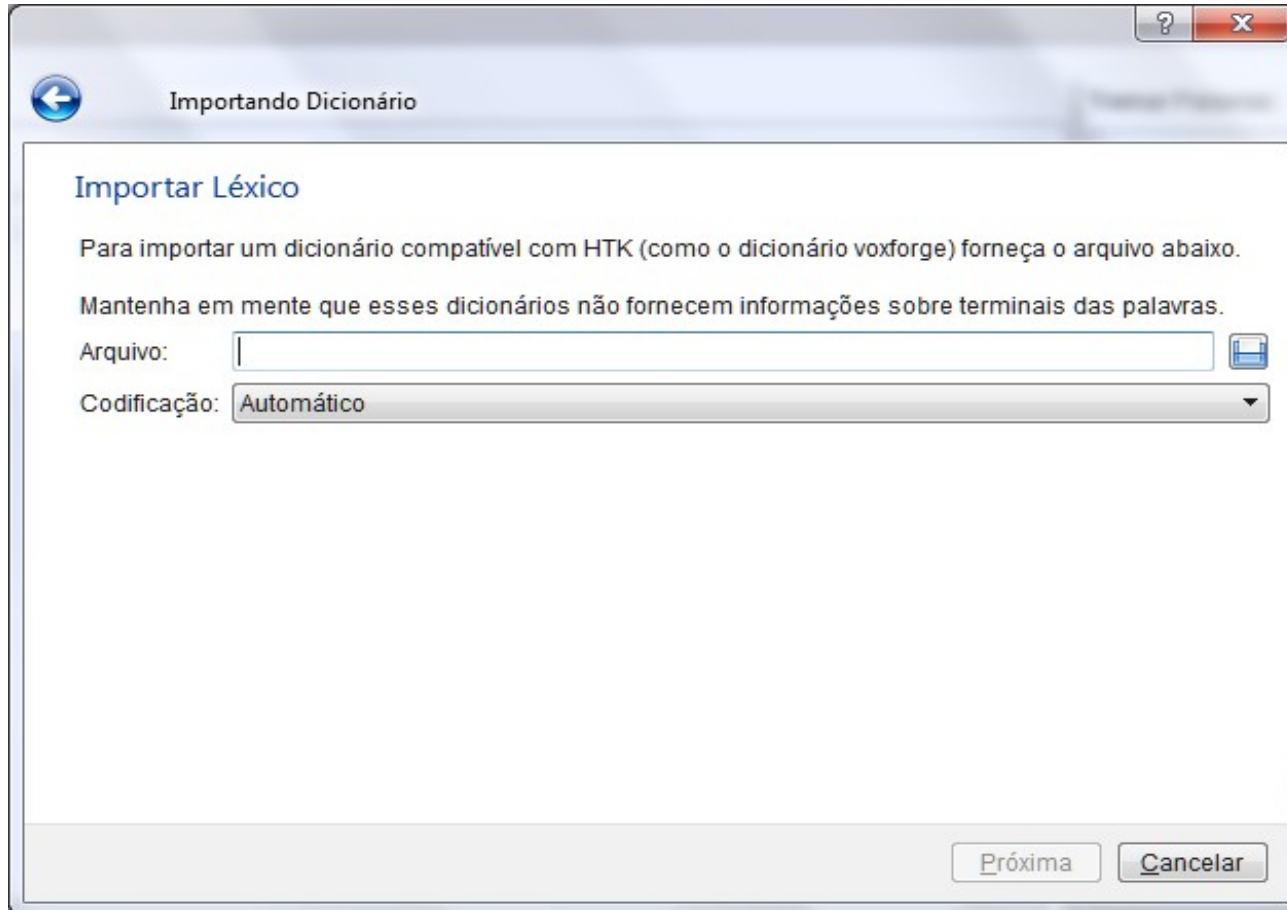 ?
x
Importando Dicionário
Importar Léxico
Para importar um dicionário compatível com HTK (como o dicionário voxforge) forneça o arquivo abaixo.
Mantenha em mente que esses dicionários não fornecem informações sobre terminais das palavras.
Arquivo:
Codificação: Automático
Próxima Cancelar